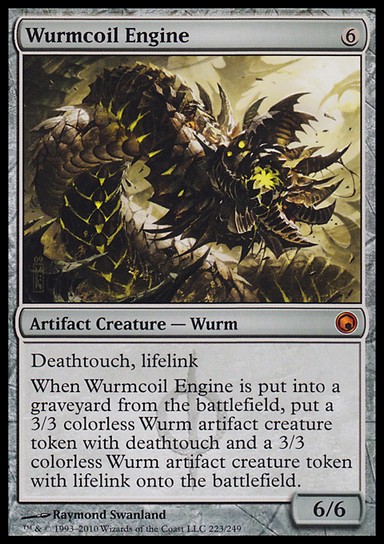 Wurmcoil Engine 6
Artifact Creature — Wurm
Deathtouch, lifelink
When Wurmcoil Engine is put into a
graveyard from the battlefield, put a
3/3 colorless Wurm artifact creature
token with deathtouch and a 3/3
colorless Wurm artifact creature token
with lifelink onto the battlefield.
Raymond Swanland
™ & © 1993–2010 Wizards of the Coast LLC 223/249
6/6